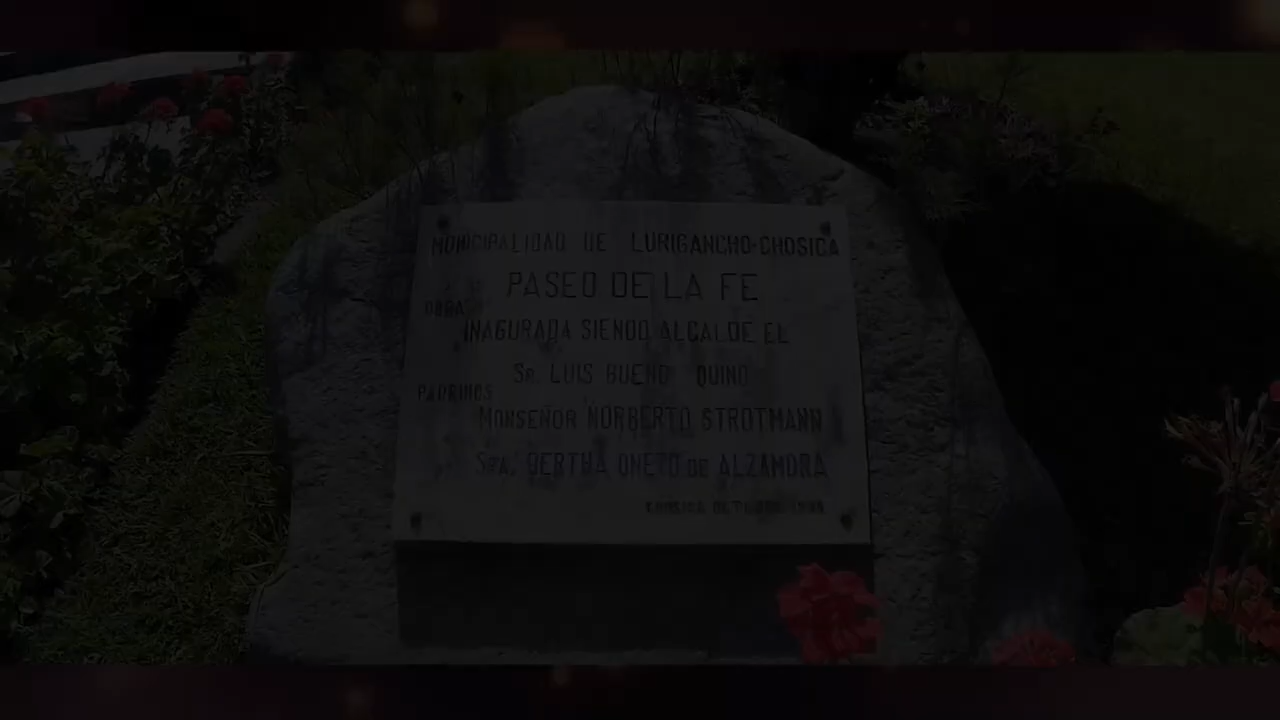 MUNICIPALIDAD DE LURIGANCHO-CHOSICA
PASEO DE LA FE
OBRA
INAGURADA SIENDO ALCALDE EL
Sr. LUIS BUENO QUINO
PADRINOS
MONSEÑOR NORBERTO STROTMANN
Sra. BERTHA ONETO DE ALZAMORA
CHOSICA